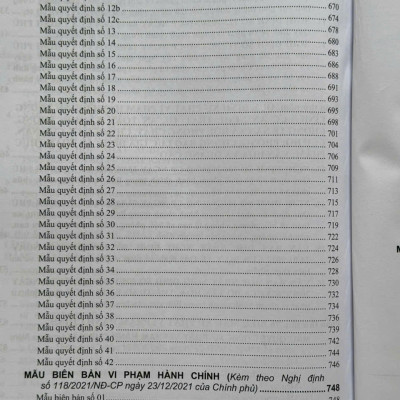 Mẫu quyết định số 12b 670
Mẫu quyết định số 12c 674
Mẫu quyết định số 13 678
Mẫu quyết định số 14 680
Mẫu quyết định số 15 683
Mẫu quyết định số 16 685
Mẫu quyết định số 17 688
Mẫu quyết định số 18 691
Mẫu quyết định số 19 693
Mẫu quyết định số 20 695
Mẫu quyết định số 21 698
Mẫu quyết định số 22 701
Mẫu quyết định số 23 704
Mẫu quyết định số 24 706
Mẫu quyết định số 25 709
Mẫu quyết định số 26 711
Mẫu quyết định số 27 713
Mẫu quyết định số 28 715
Mẫu quyết định số 29 717
Mẫu quyết định số 30 719
Mẫu quyết định số 31 722
Mẫu quyết định số 32 724
Mẫu quyết định số 33 726
Mẫu quyết định số 34 728
Mẫu quyết định số 35 730
Mẫu quyết định số 36 732
Mẫu quyết định số 37 734
Mẫu quyết định số 38 736
Mẫu quyết định số 39 740
Mẫu quyết định số 40 742
Mẫu quyết định số 41 744
Mẫu quyết định số 42 746
MẪU BIÊN BẢN VI PHẠM HÀNH CHÍNH (Kèm theo Nghị định
số 118/2021/NĐ-CP ngày 23/12/2021 của Chính phủ) 748
Mẫu biên bản số 01